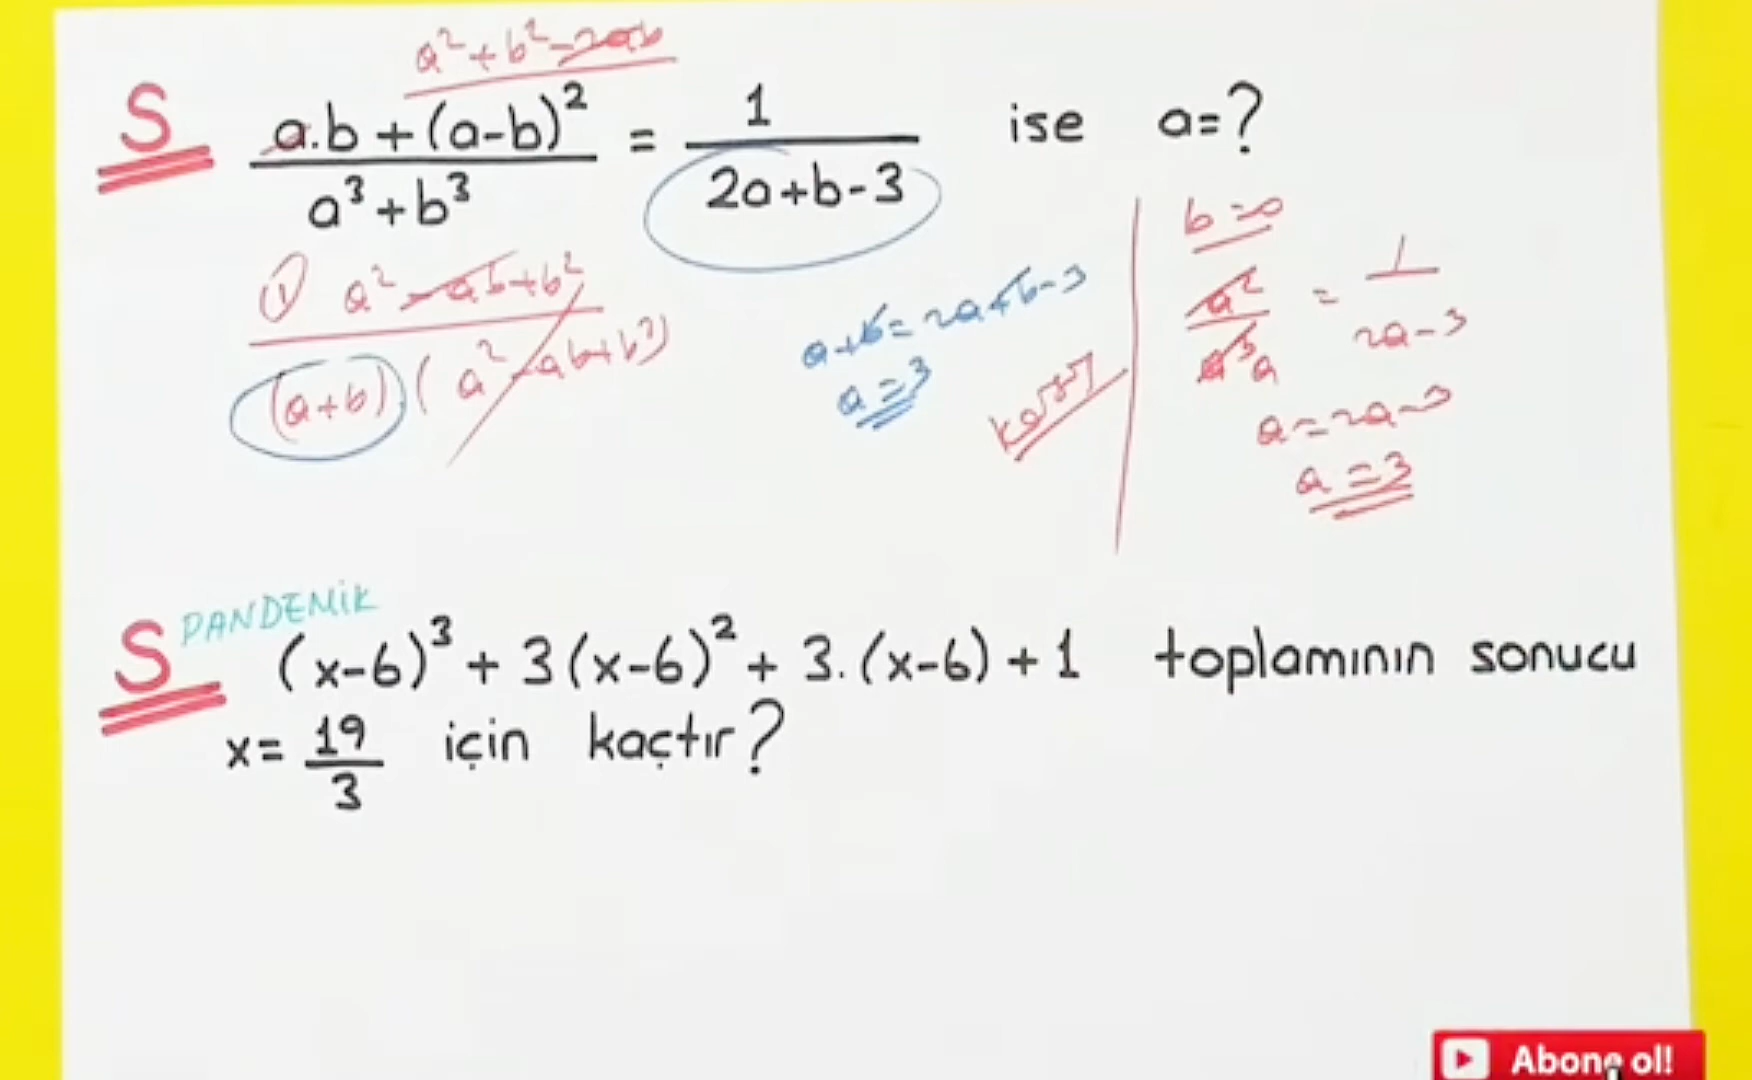 a² + b² - 2ab
S a.b + (a-b)² / a³ + b³ = 1 / 2a + b - 3 ise a = ?
① a² - ab + b² / (a+b) (a² - ab + b²)
a + b = 2a + b - 3
a = 3
b = 0
a² / a³ a = 1 / 2a - 3
a = 2a - 3
a = 3
PANDEMİK
S (x-6)³ + 3(x-6)² + 3.(x-6) + 1 toplamının sonucu
x = 19/3 için kaçtır?
Abone ol!